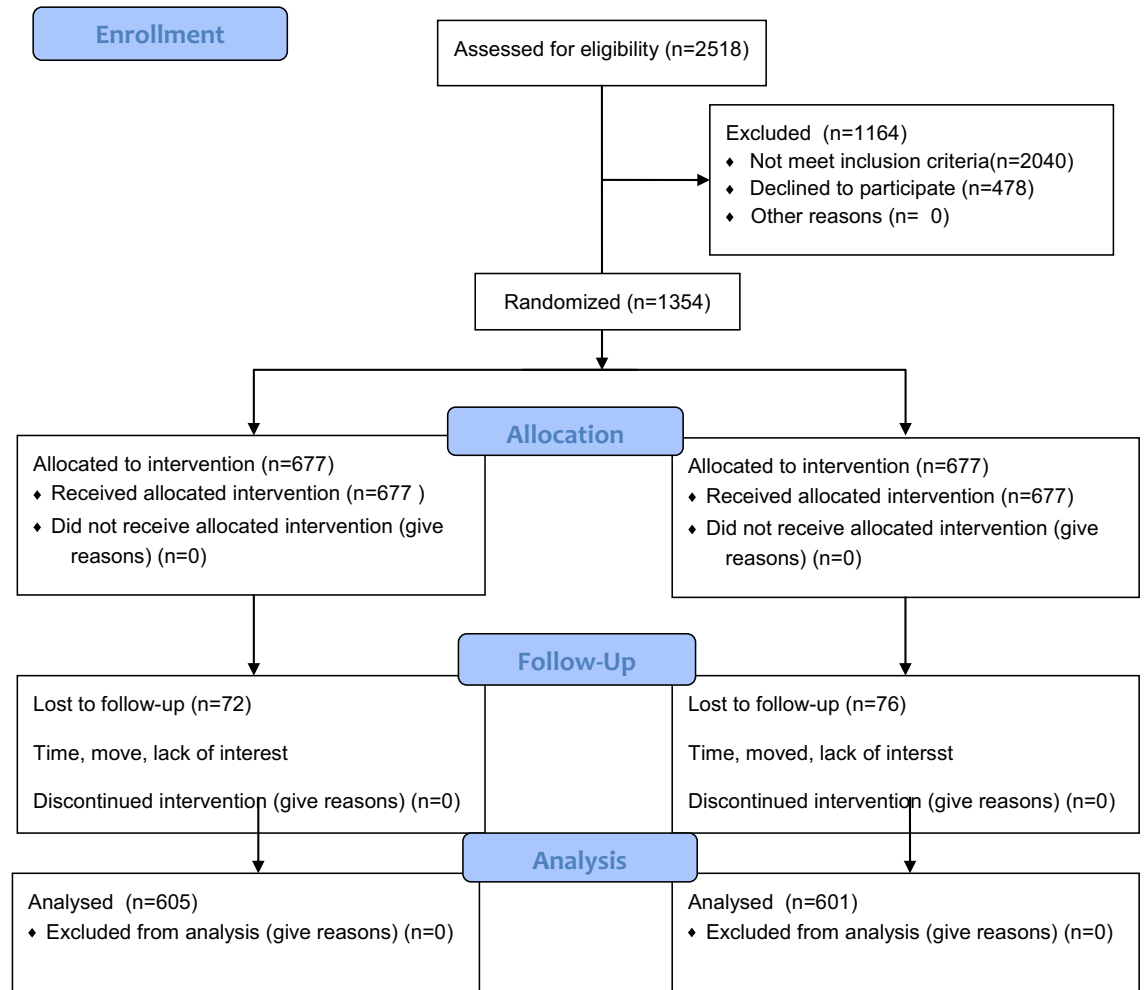 Enrollment
Assessed for eligibility (n=2518)
Excluded (n=1164)
♦ Not meet inclusion criteria(n=2040)
♦ Declined to participate (n=478)
♦ Other reasons (n= 0)
Randomized (n=1354)
Allocation
Allocated to intervention (n=677)
♦ Received allocated intervention (n=677 )
♦ Did not receive allocated intervention (give
reasons) (n=0)
Allocated to intervention (n=677)
♦ Received allocated intervention (n=677)
♦ Did not receive allocated intervention (give
reasons) (n=0)
Follow-Up
Lost to follow-up (n=72)
Time, move, lack of interest
Discontinued intervention (give reasons) (n=0)
Lost to follow-up (n=76)
Time, moved, lack of intersst
Discontinued intervention (give reasons) (n=0)
Analysis
Analysed (n=605)
♦ Excluded from analysis (give reasons) (n=0)
Analysed (n=601)
♦ Excluded from analysis (give reasons) (n=0)